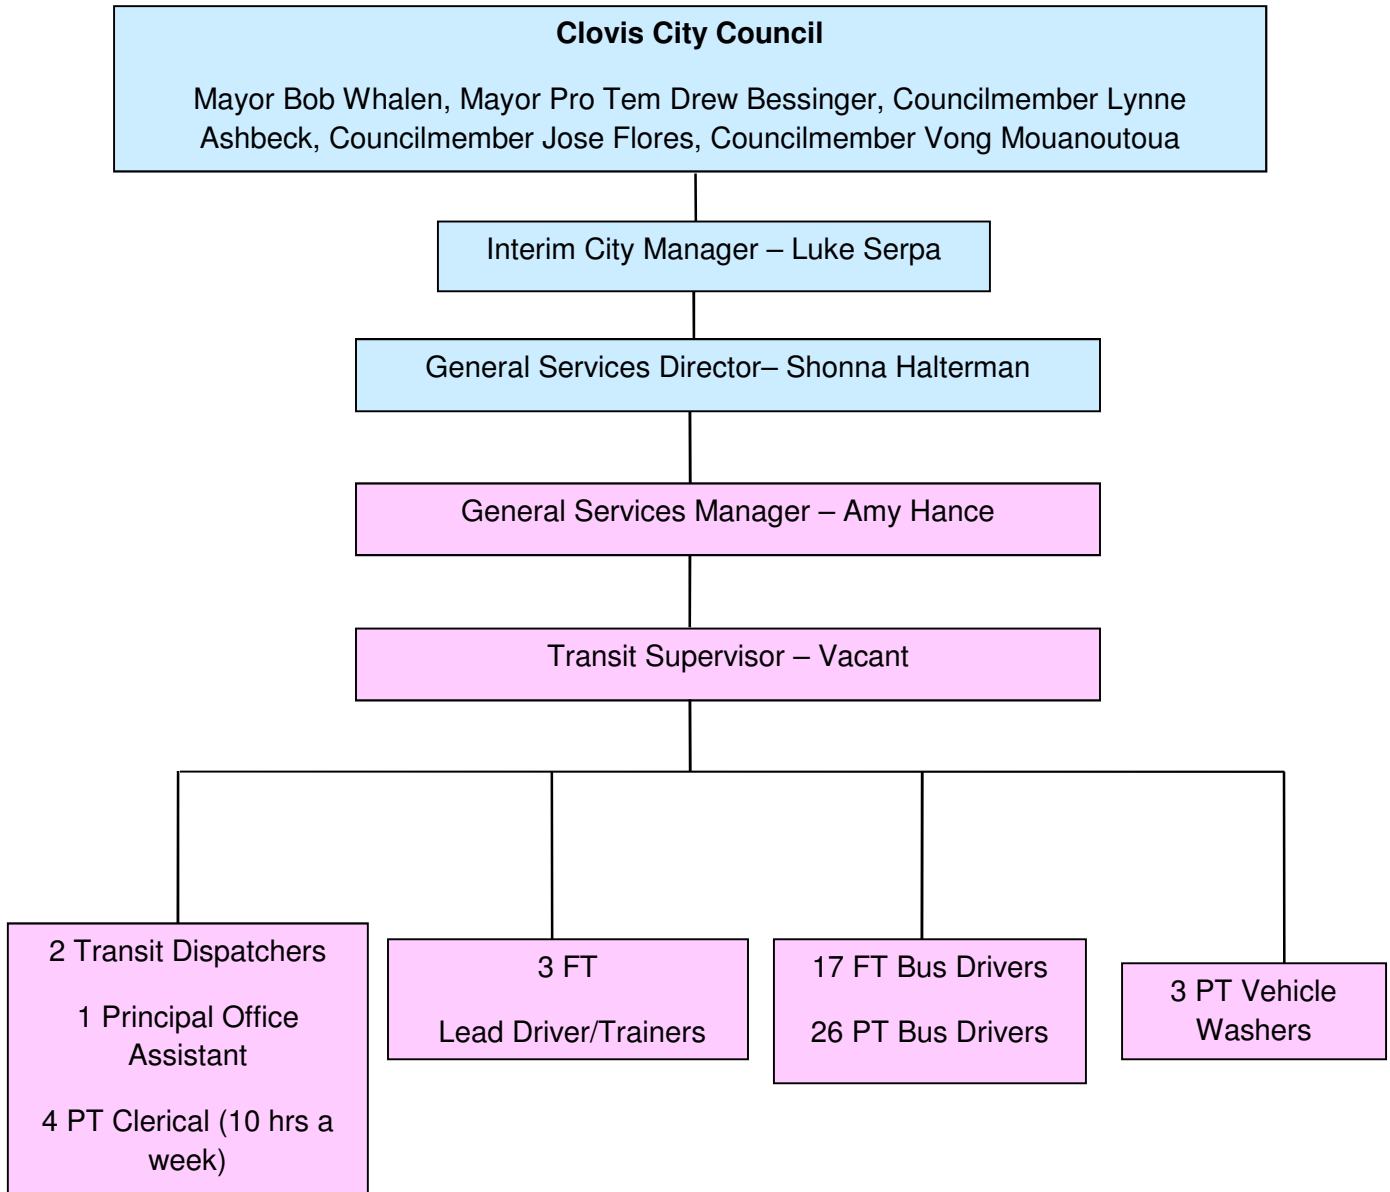 Clovis City Council
Mayor Bob Whalen, Mayor Pro Tem Drew Bessinger, Councilmember Lynne
Ashbeck, Councilmember Jose Flores, Councilmember Vong Mouanoutoua
Interim City Manager – Luke Serpa
General Services Director– Shonna Halterman
General Services Manager – Amy Hance
Transit Supervisor – Vacant
2 Transit Dispatchers
1 Principal Office
Assistant
4 PT Clerical (10 hrs a
week)
3 FT
Lead Driver/Trainers
17 FT Bus Drivers
26 PT Bus Drivers
3 PT Vehicle
Washers